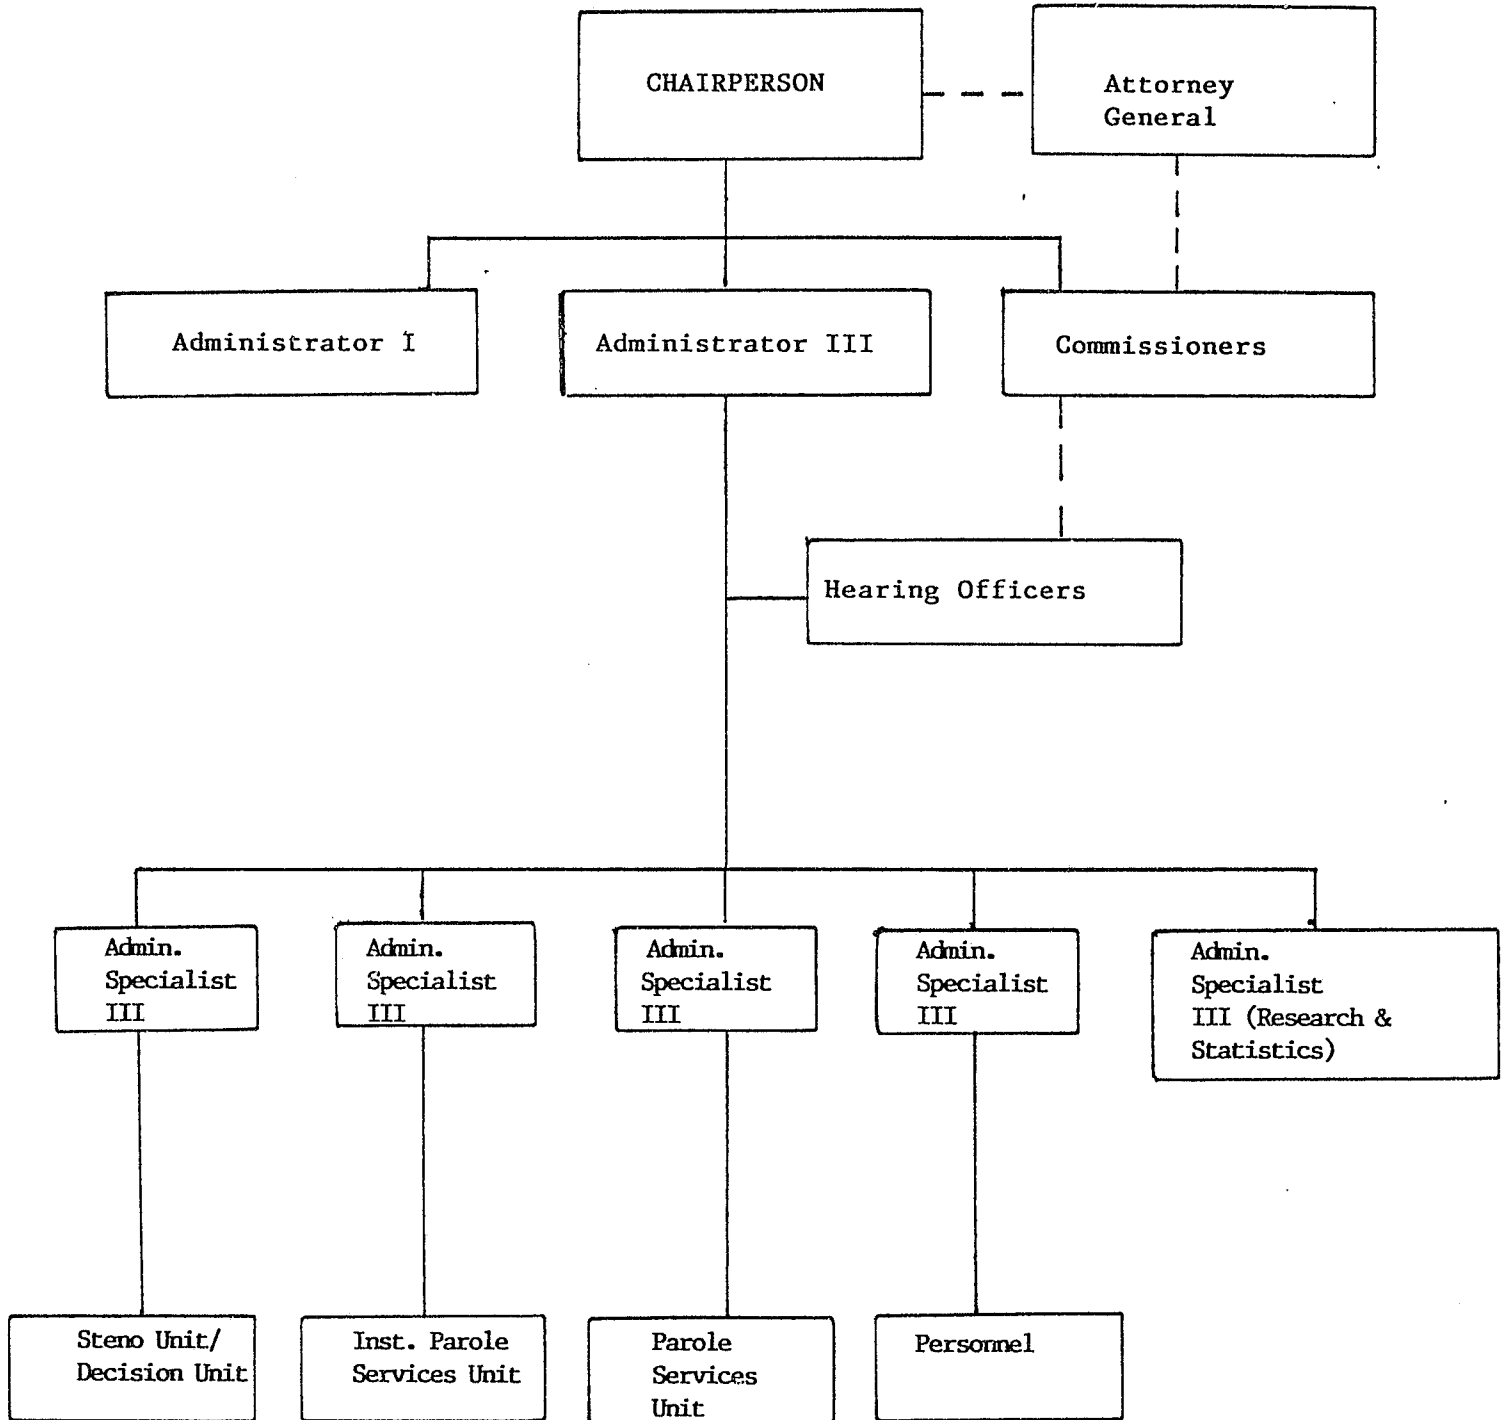 CHAIRPERSON
Attorney
General
Administrator I
Administrator III
Commissioners
Hearing Officers
Admin.
Specialist
III
Admin.
Specialist
III
Admin.
Specialist
III
Admin.
Specialist
III
Admin.
Specialist
III (Research &
Statistics)
Steno Unit/
Decision Unit
Inst. Parole
Services Unit
Parole
Services
Unit
Personnel